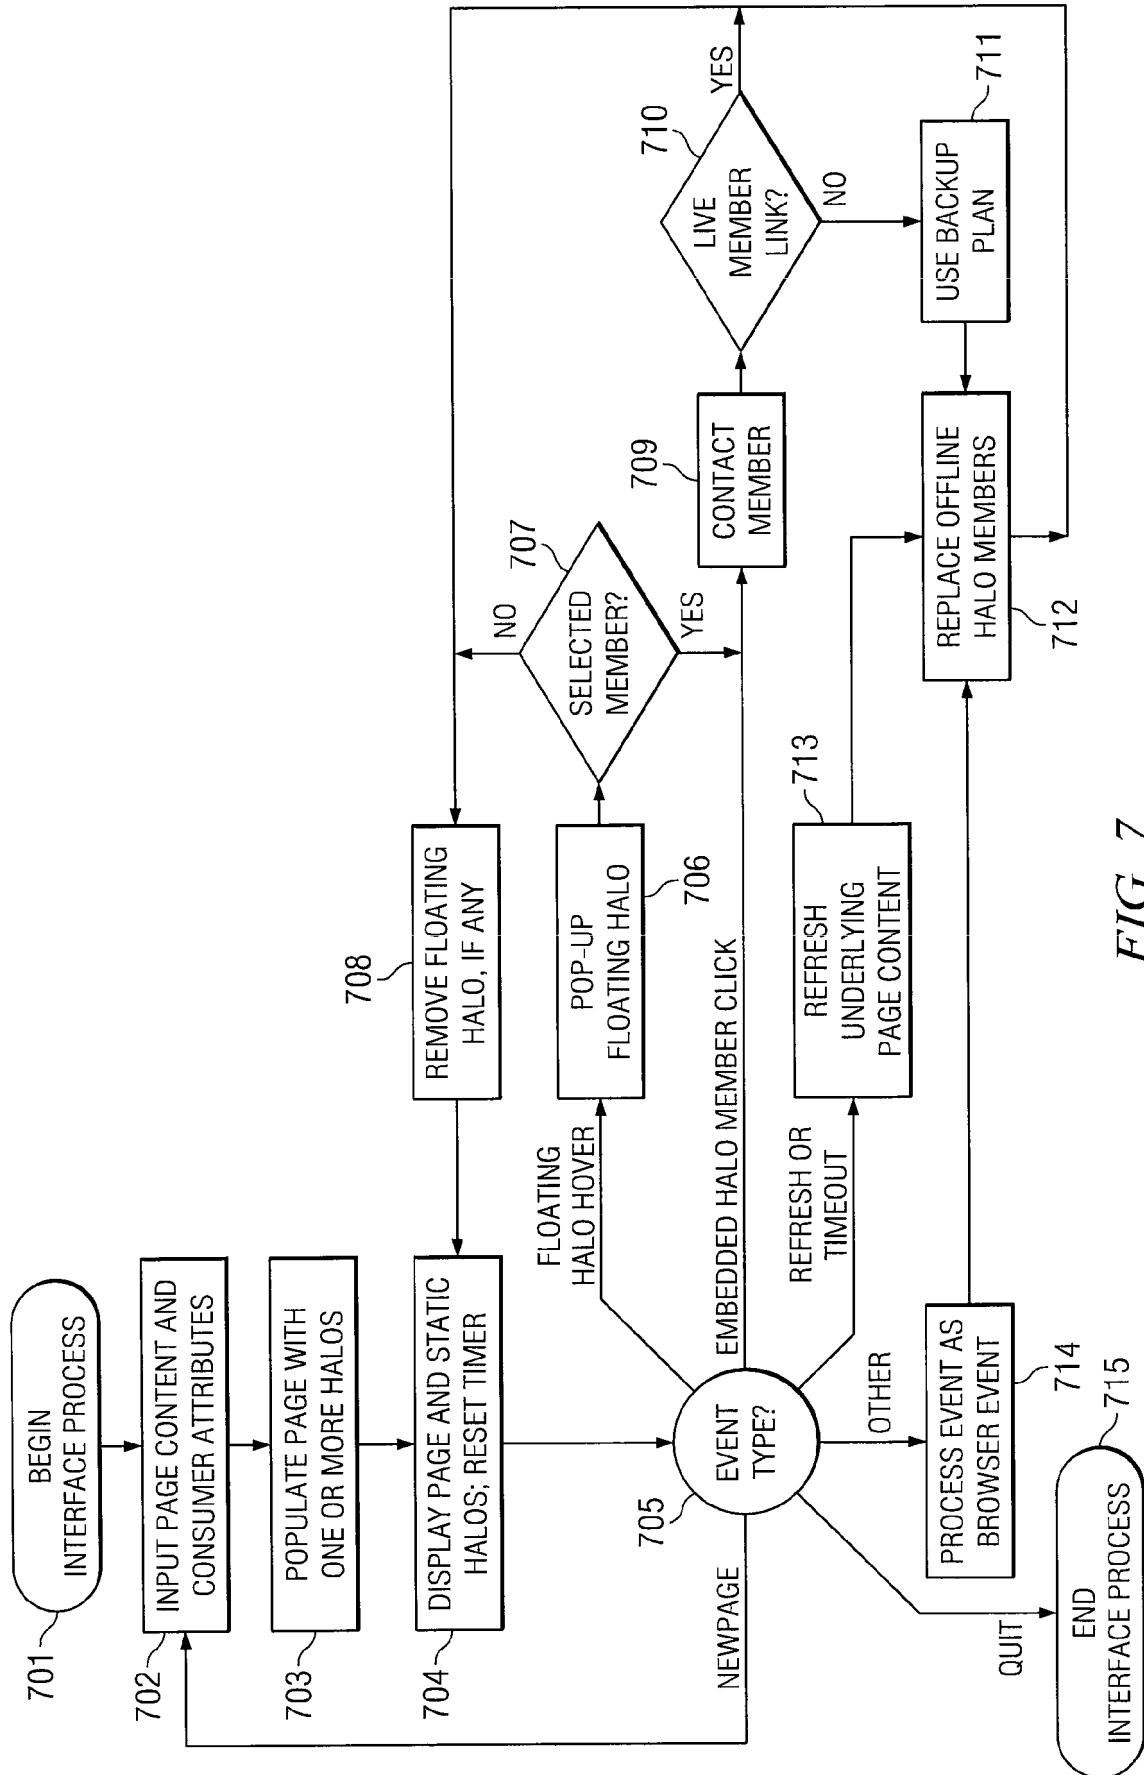 BEGIN
INTERFACE PROCESS
701
INPUT PAGE CONTENT AND
CONSUMER ATTRIBUTES
702
POPULATE PAGE WITH
ONE OR MORE HALOS
703
DISPLAY PAGE AND STATIC
HALOS; RESET TIMER
704
EVENT
TYPE?
705
NEWPAGE
FLOATING
HALO HOVER
EMBEDDED HALO MEMBER CLICK
REFRESH OR
TIMEOUT
OTHER
QUIT
POP-UP
FLOATING HALO
706
SELECTED
MEMBER?
707
NO
YES
REMOVE FLOATING
HALO, IF ANY
708
CONTACT
MEMBER
709
LIVE
MEMBER
LINK?
710
YES
NO
USE BACKUP
PLAN
711
REPLACE OFFLINE
HALO MEMBERS
712
REFRESH
UNDERLYING
PAGE CONTENT
713
PROCESS EVENT AS
BROWSER EVENT
714
END
INTERFACE PROCESS
715
FIG. 7